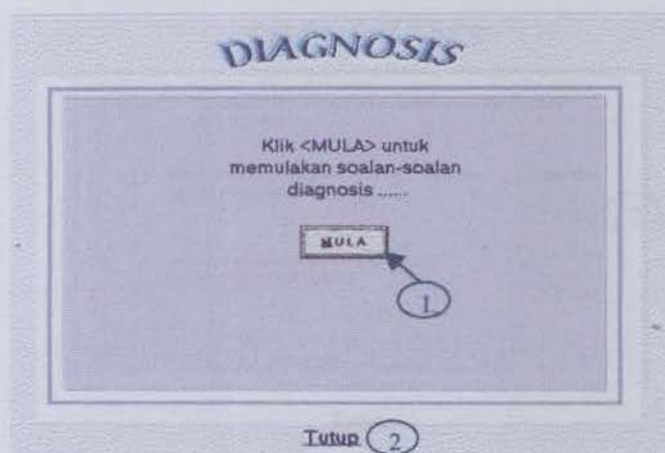 DIAGNOSIS
Klik <MULA> untuk
memulakan soalan-soalan
diagnosis ......
MULA
1
Tutup 2